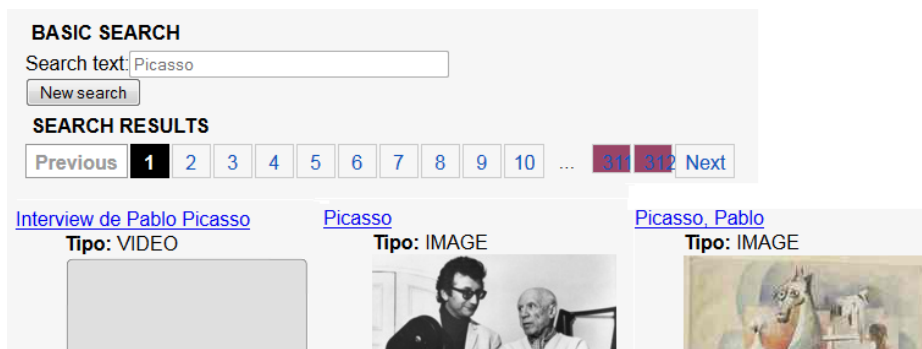 BASIC SEARCH
Search text: Picasso
New search
SEARCH RESULTS
Previous 1 2 3 4 5 6 7 8 9 10 ... 311 312 Next
Interview de Pablo Picasso Picasso Picasso, Pablo
Tipo: VIDEO Tipo: IMAGE Tipo: IMAGE